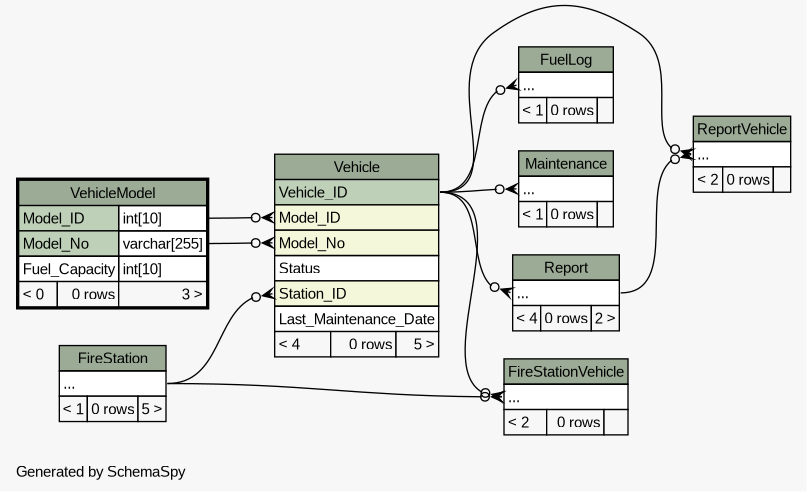 VehicleModel
Model_ID int[10]
Model_No varchar[255]
Fuel_Capacity int[10]
< 0 0 rows 3 >
FireStation
...
< 1 0 rows 5 >
Vehicle
Vehicle_ID
Model_ID
Model_No
Status
Station_ID
Last_Maintenance_Date
< 4 0 rows 5 >
FuelLog
...
< 1 0 rows
Maintenance
...
< 1 0 rows
Report
...
< 4 0 rows 2 >
FireStationVehicle
...
< 2 0 rows
ReportVehicle
...
< 2 0 rows
Generated by SchemaSpy